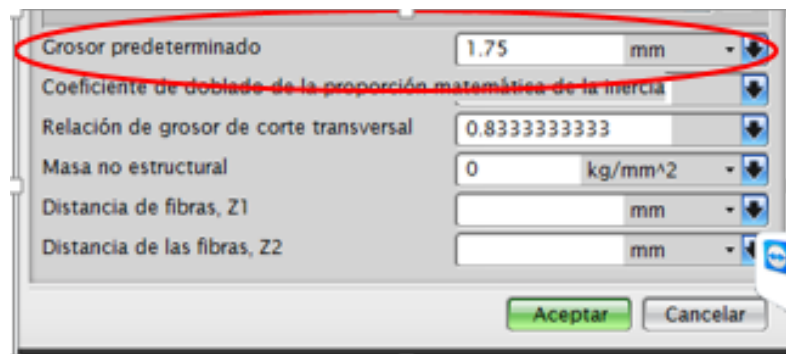 Grosor predeterminado 1.75 mm
Coeficiente de doblado de la proporción matemática de la inercia
Relación de grosor de corte transversal 0.8333333333
Masa no estructural 0 kg/mm^2
Distancia de fibras, Z1 mm
Distancia de las fibras, Z2 mm
Aceptar Cancelar